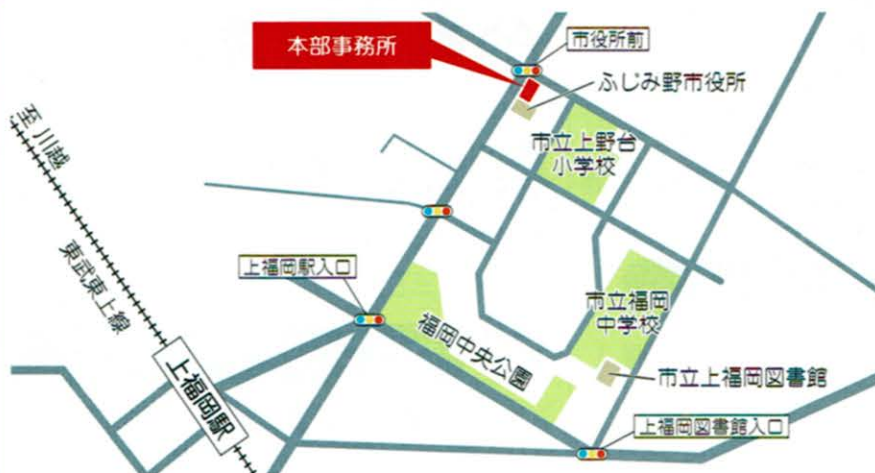 本部事務所
市役所前
ふじみ野市役所
市立上野台
小学校
至川越
東武東上線
上福岡駅入口
市立福岡
中学校
福岡中央公園
上福岡駅
市立上福岡図書館
上福岡図書館入口